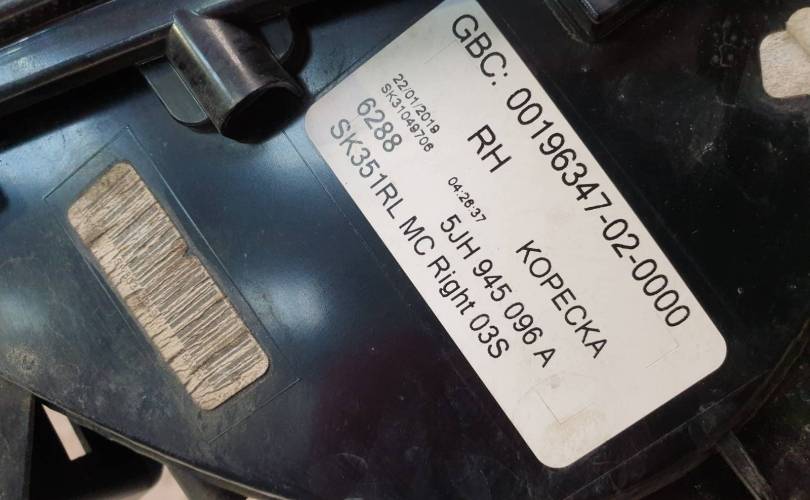 GBC: 00196347-02-0000
RH KOPECKA
22/01/2019 04:26:37
SK31049706
6288 5JH 945 096 A
SK351RL MC Right 03S